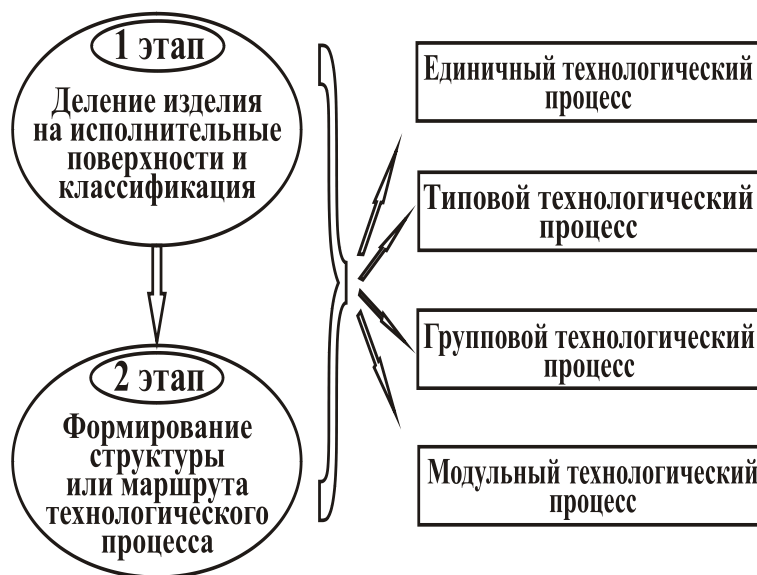 1 этап
Деление изделия
на исполнительные
поверхности и
классификация
2 этап
Формирование
структуры
или маршрута
технологического
процесса
Единичный технологический
процесс
Типовой технологический
процесс
Групповой технологический
процесс
Модульный технологический
процесс